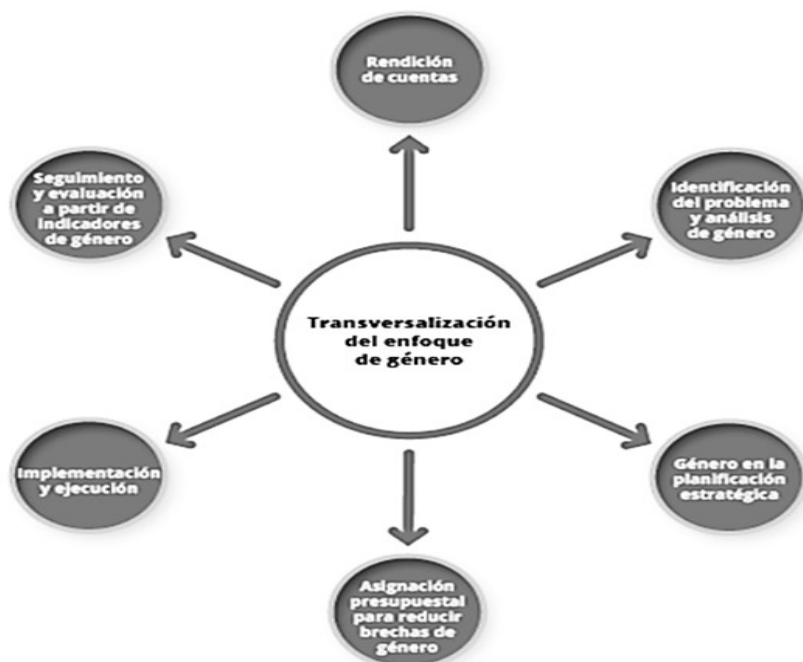 Rendición
de cuentas
Identificación
del problema
y análisis
de género
Género en la
planificación
estratégica
Asignación
presupuestal
para reducir
brechas de
género
Implementación
y ejecución
Seguimiento
y evaluación
a partir de
indicadores
de género
Transversalización
del enfoque
de género